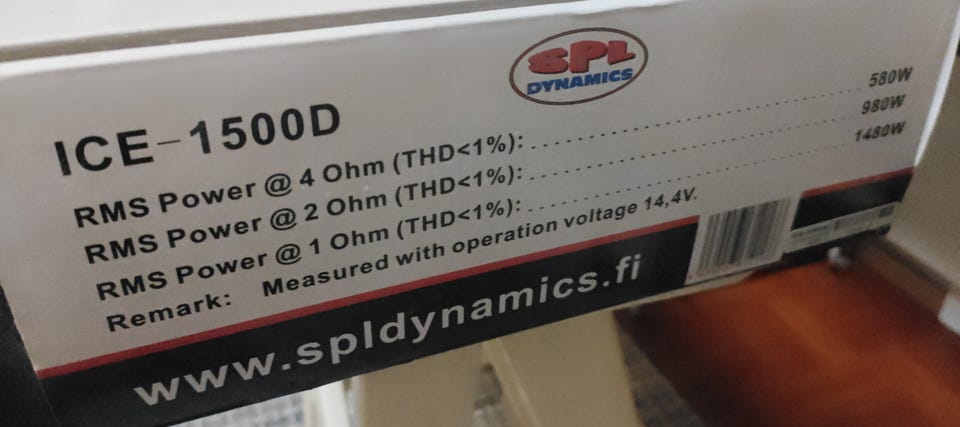 SPL
DYNAMICS
ICE-1500D
RMS Power @ 4 Ohm (THD<1%): 580W
RMS Power @ 2 Ohm (THD<1%): 980W
RMS Power @ 1 Ohm (THD<1%): 1480W
Remark: Measured with operation voltage 14,4V.
www.spldynamics.fi